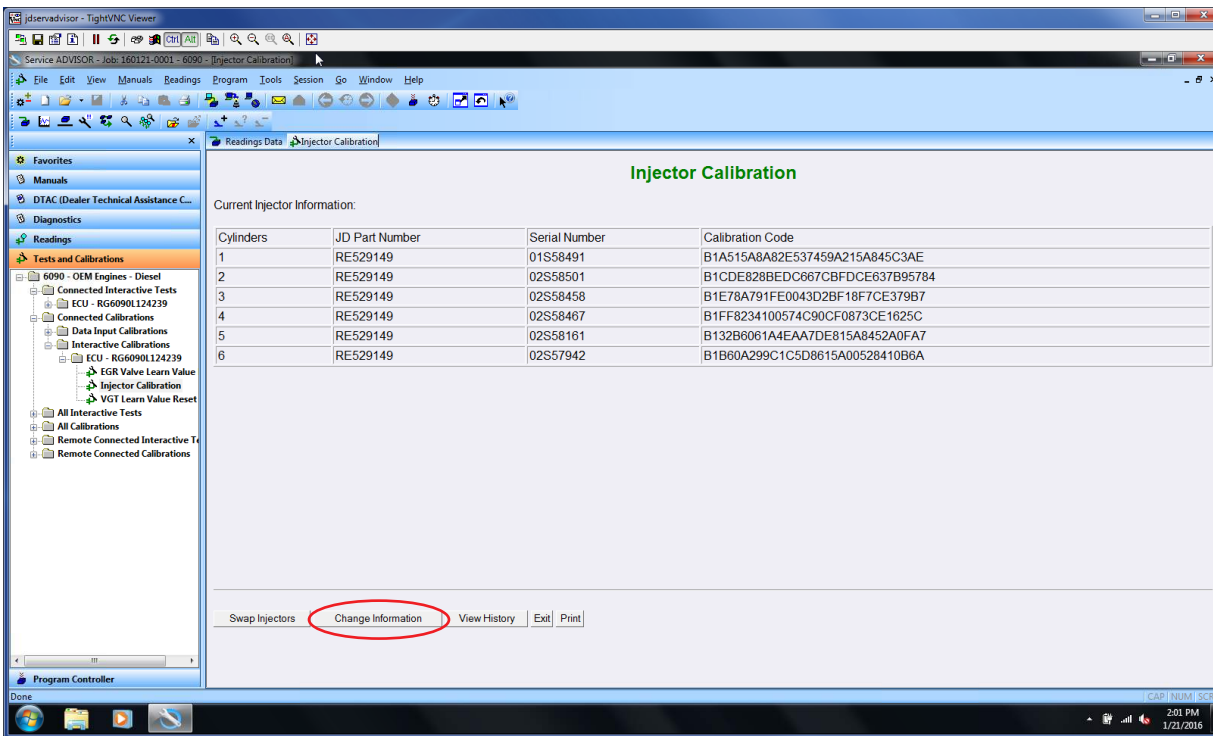 jdservadvisor - TightVNC Viewer
Ctrl Alt
Service ADVISOR - Job: 160121-0001 - 6090 - [Injector Calibration]
File Edit View Manuals Readings Program Tools Session Go Window Help
Readings Data Injector Calibration
Favorites
Manuals
DTAC (Dealer Technical Assistance C...
Diagnostics
Readings
Tests and Calibrations
6090 - OEM Engines - Diesel
Connected Interactive Tests
ECU - RG6090L124239
Connected Calibrations
Data Input Calibrations
Interactive Calibrations
ECU - RG6090L124239
EGR Valve Learn Value
Injector Calibration
VGT Learn Value Reset
All Interactive Tests
All Calibrations
Remote Connected Interactive Te
Remote Connected Calibrations
Program Controller
Injector Calibration
Current Injector Information:
Cylinders JD Part Number Serial Number Calibration Code
1 RE529149 01S58491 B1A515A8A82E537459A215A845C3AE
2 RE529149 02S58501 B1CDE828BEDC667CBFDCE637B95784
3 RE529149 02S58458 B1E78A791FE0043D2BF18F7CE379B7
4 RE529149 02S58467 B1FF8234100574C90CF0873CE1625C
5 RE529149 02S58161 B132B6061A4EAA7DE815A8452A0FA7
6 RE529149 02S57942 B1B60A299C1C5D8615A00528410B6A
Swap Injectors Change Information View History Exit Print
Done CAP NUM SCR
2:01 PM
1/21/2016